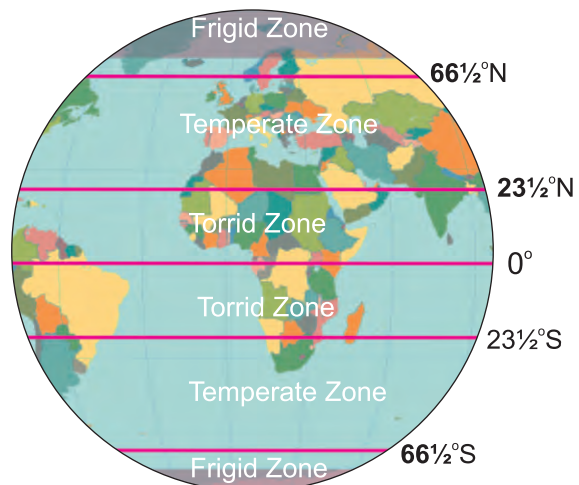 Frigid Zone
66½°N
Temperate Zone
23½°N
Torrid Zone
0°
Torrid Zone
23½°S
Temperate Zone
66½°S
Frigid Zone